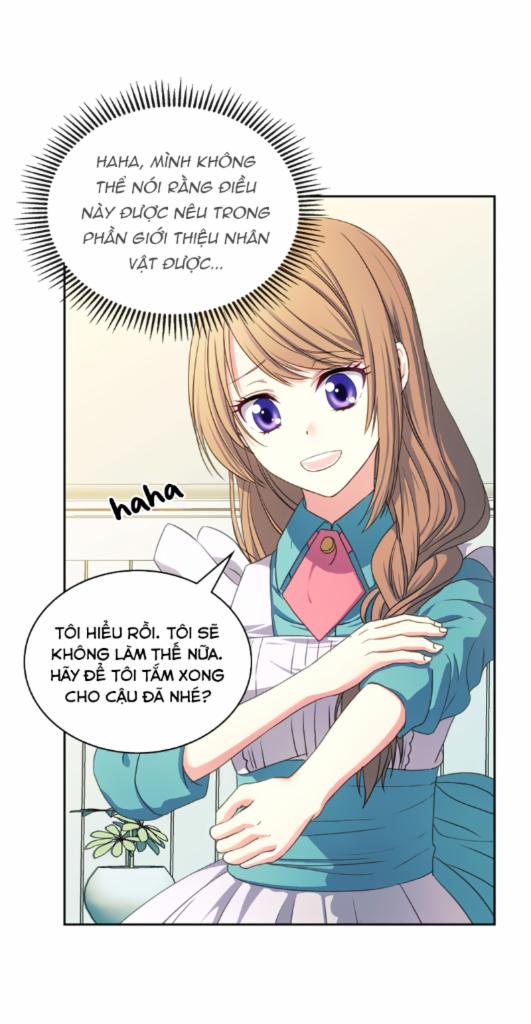 HAHA, MÌNH KHÔNG
THỂ NÓI RẰNG ĐIỀU
NÀY ĐƯỢC NÊU TRONG
PHẦN GIỚI THIỆU NHÂN
VẬT ĐƯỢC...
haha
TÔI HIỂU RỒI. TÔI SẼ
KHÔNG LÀM THẾ NỮA.
HÃY ĐỂ TÔI TẮM XONG
CHO CẬU ĐÃ NHÉ?